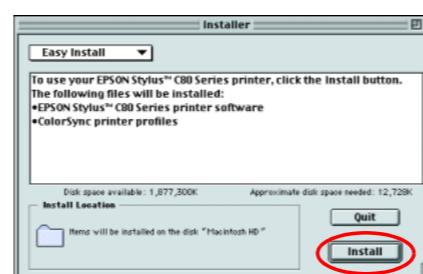 Installer
Easy Install
To use your EPSON Stylus™ C80 Series printer, click the Install button.
The following files will be installed:
•EPSON Stylus™ C80 Series printer software
•ColorSync printer profiles
Disk space available: 1,877,300K Approximate disk space needed: 12,728K
Install Location
Items will be installed on the disk "Macintosh HD"
Quit
Install